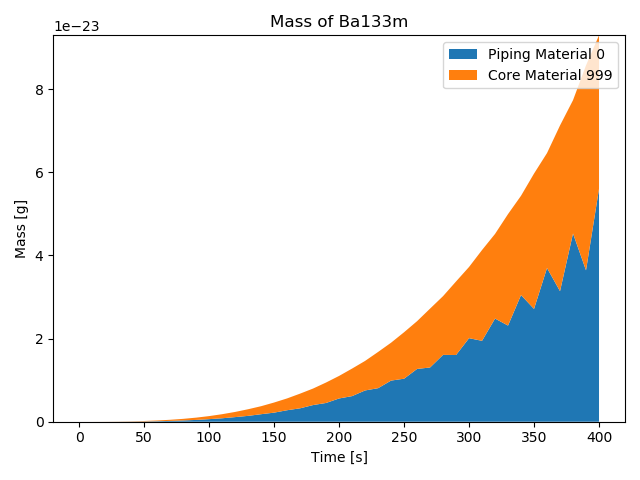 Mass of Ba133m
1e−23
Piping Material 0
Core Material 999
8
6
4
2
0
Mass [g]
0 50 100 150 200 250 300 350 400
Time [s]